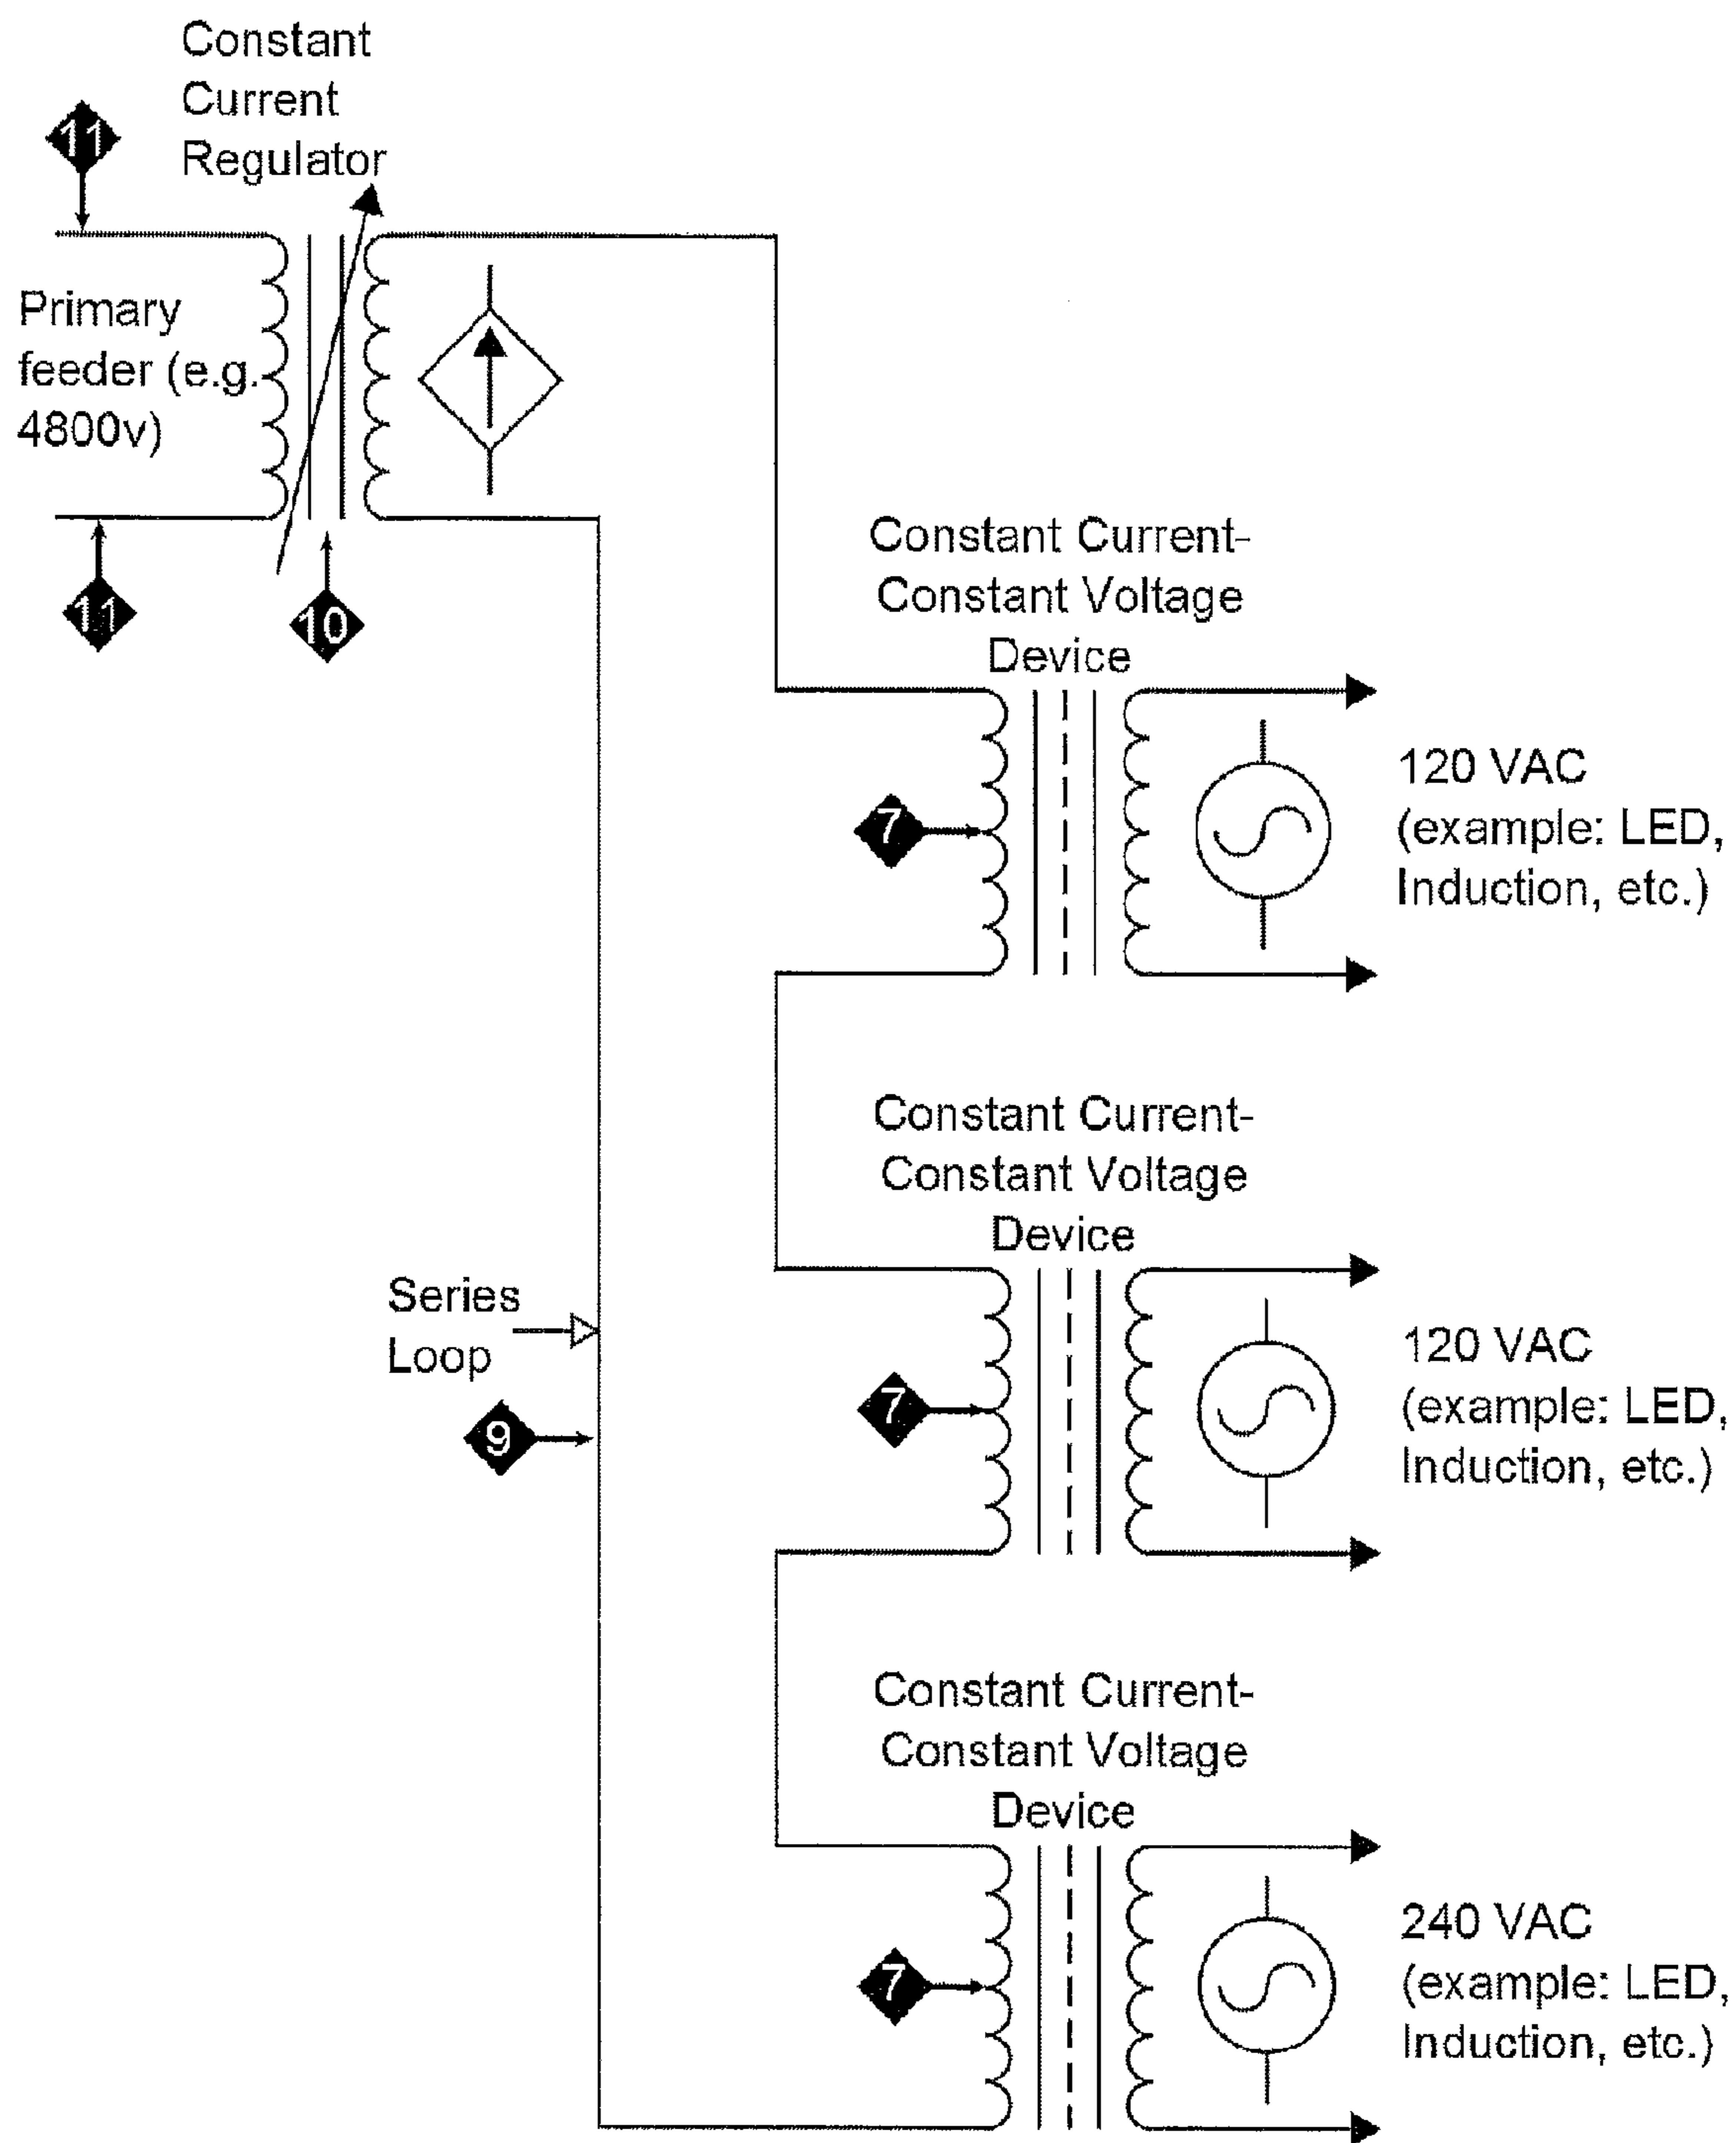 Constant
Current
Regulator
11
Primary
feeder (e.g.
4800v)
11
10
Constant Current-
Constant Voltage
Device
7
120 VAC
(example: LED,
Induction, etc.)
Constant Current-
Constant Voltage
Device
Series
Loop
7
9
120 VAC
(example: LED,
Induction, etc.)
Constant Current-
Constant Voltage
Device
7
240 VAC
(example: LED,
Induction, etc.)